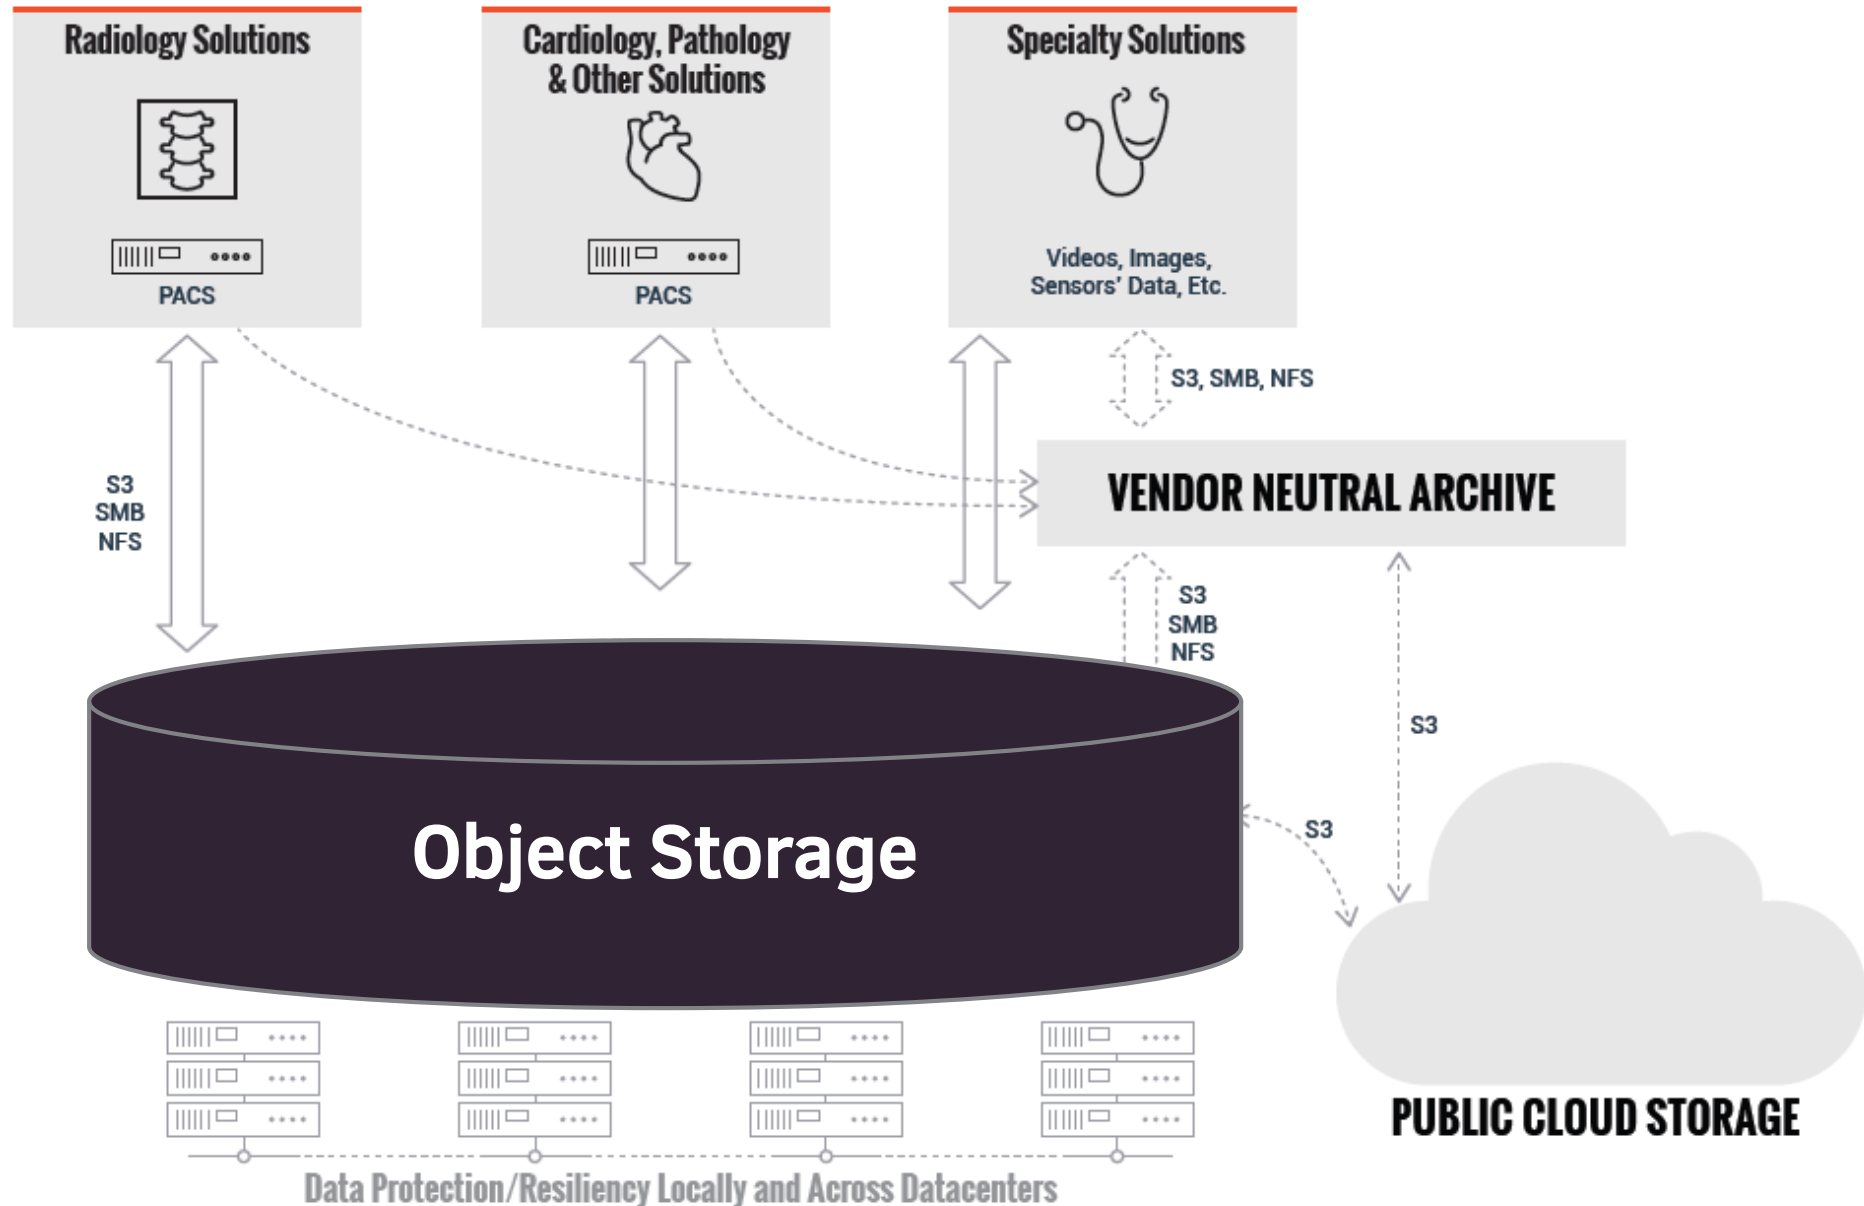 Radiology Solutions
PACS
Cardiology, Pathology
& Other Solutions
PACS
Specialty Solutions
Videos, Images,
Sensors' Data, Etc.
S3, SMB, NFS
S3
SMB
NFS
VENDOR NEUTRAL ARCHIVE
S3
SMB
NFS
S3
S3
Object Storage
PUBLIC CLOUD STORAGE
Data Protection/Resiliency Locally and Across Datacenters